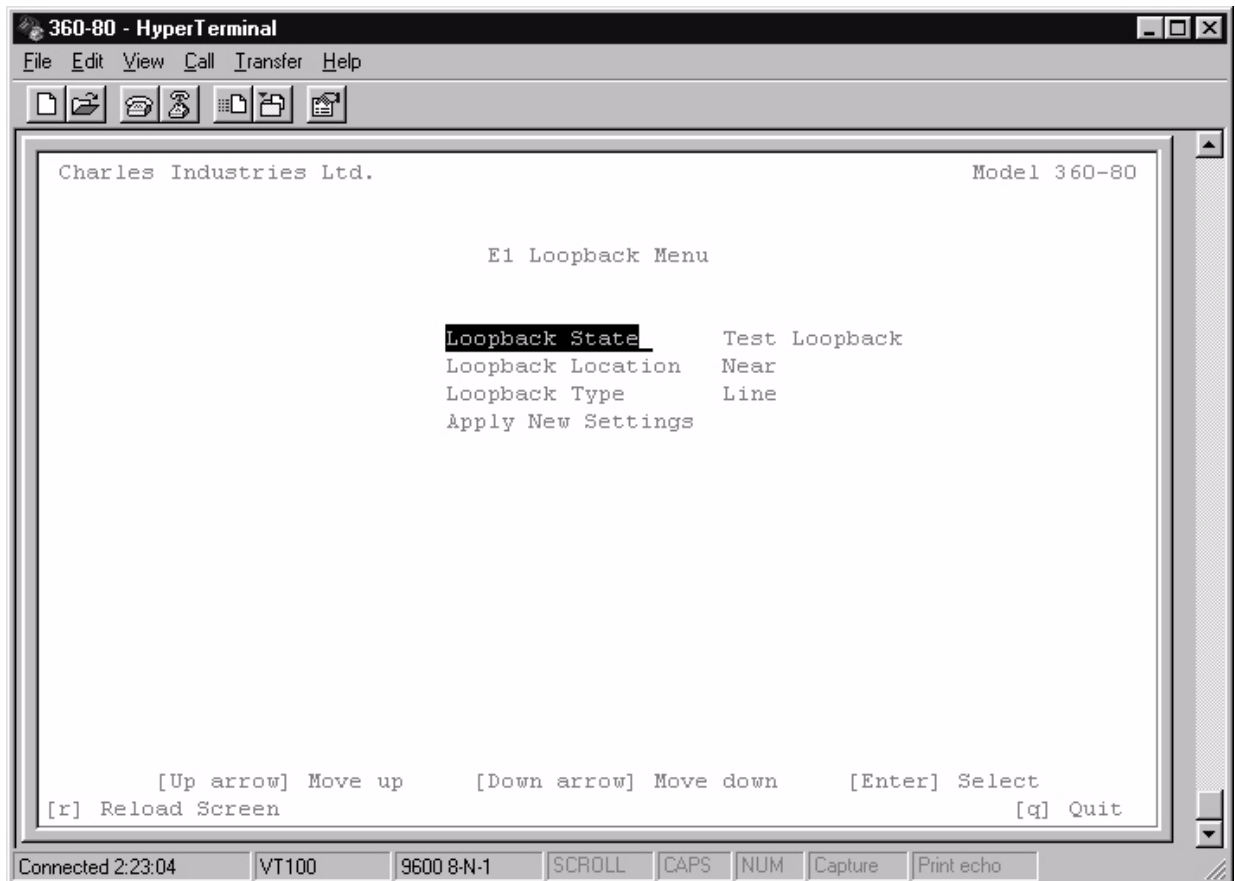 360-80 - HyperTerminal
File Edit View Call Transfer Help
Charles Industries Ltd. Model 360-80
E1 Loopback Menu
Loopback State_ Test Loopback
Loopback Location Near
Loopback Type Line
Apply New Settings
[Up arrow] Move up [Down arrow] Move down [Enter] Select
[r] Reload Screen [q] Quit
Connected 2:23:04 VT100 9600 8-N-1 SCROLL CAPS NUM Capture Print echo